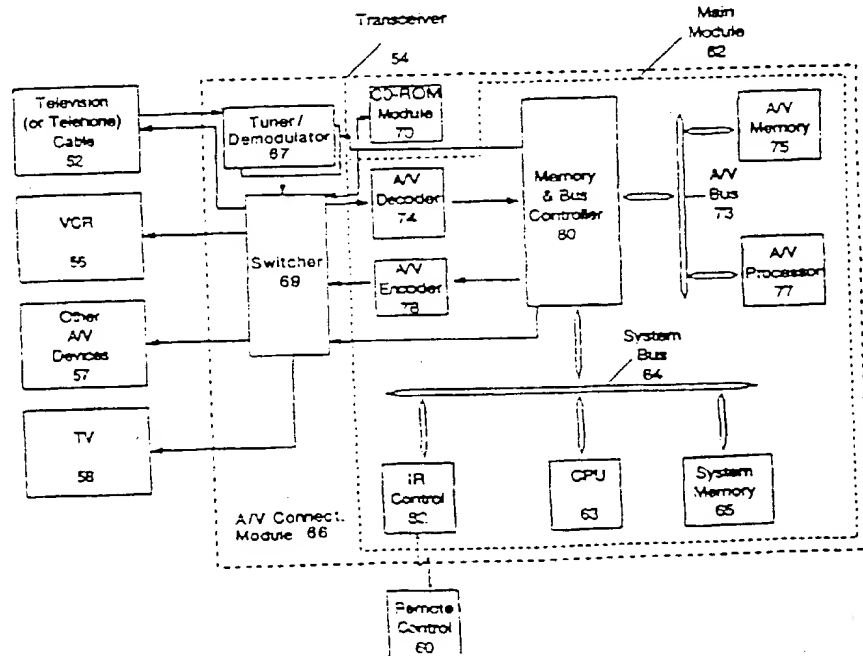 Transceiver
54
Main
Module
62
Television
(or Telehone)
Cable
52
Tuner /
Demodulator
67
CD-ROM
Module
70
A/V
Memory
75
Memory
& Bus
Controller
80
A/V
Bus
73
A/V
Decoder
74
VCR
55
Switcher
69
A/V
Encoder
78
A/V
Processor
77
Other
A/V
Devices
57
System
Bus
64
TV
58
IR
Control
82
CPU
63
System
Memory
65
A/V Connect.
Module 66
Remote
Control
60